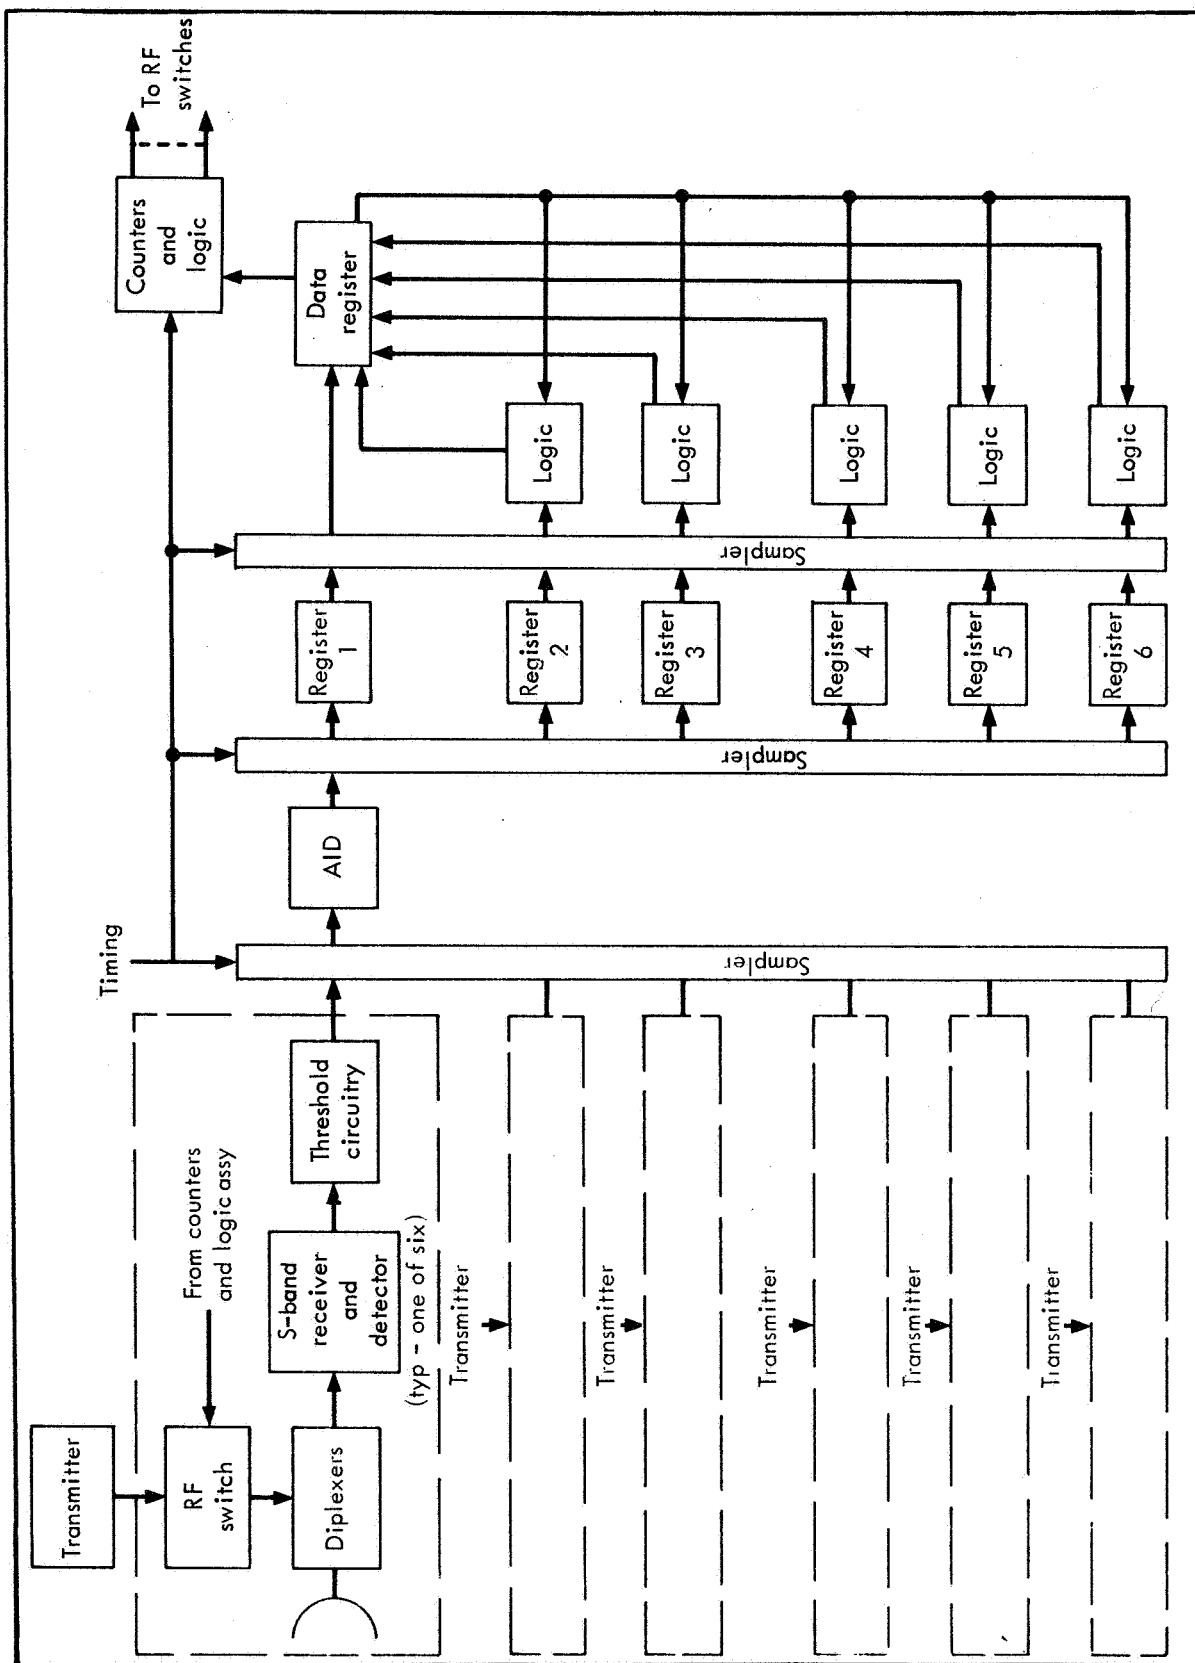 Transmitter
RF
switch
From counters
and logic assy
Diplexers
S-band
receiver
and
detector
(typ - one of six)
Threshold
circuitry
Timing
Sampler
AID
Sampler
Register
1
Register
2
Register
3
Register
4
Register
5
Register
6
Sampler
Logic
Logic
Logic
Logic
Logic
Data
register
Counters
and
logic
To RF
switches
Transmitter
Transmitter
Transmitter
Transmitter
Transmitter